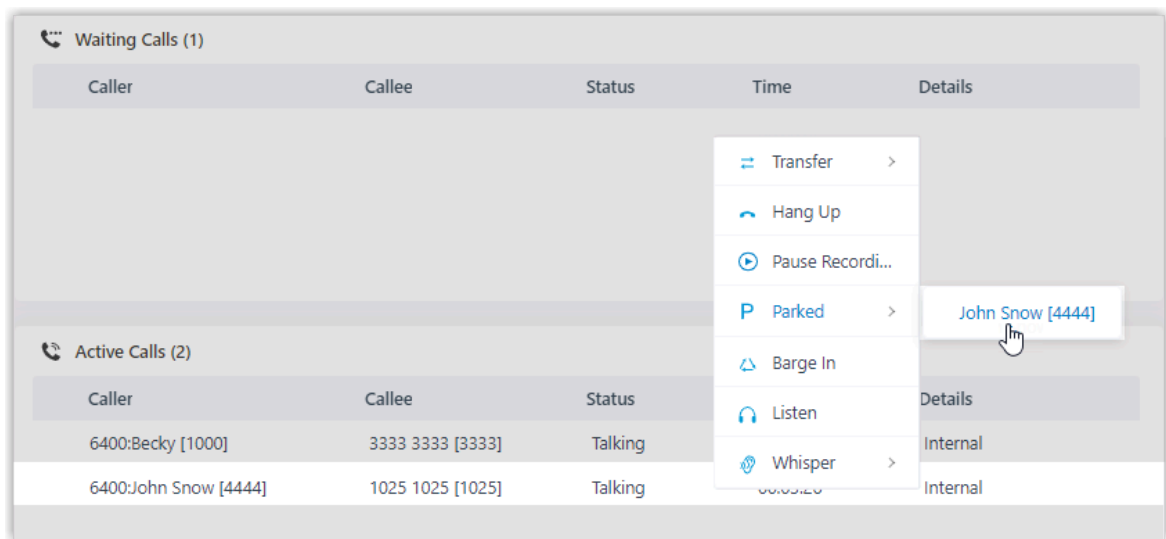 Waiting Calls (1)
Caller Callee Status Time Details
Transfer
Hang Up
Pause Recordi...
P Parked
John Snow [4444]
Barge In
Listen
Whisper
Active Calls (2)
Caller Callee Status Details
6400:Becky [1000] 3333 3333 [3333] Talking Internal
6400:John Snow [4444] 1025 1025 [1025] Talking Internal